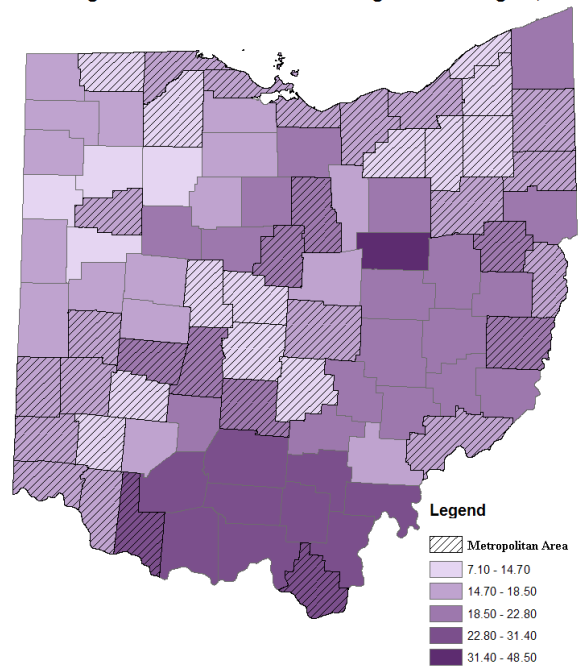 Legend
Metropolitan Area
7.10 - 14.70
14.70 - 18.50
18.50 - 22.80
22.80 - 31.40
31.40 - 48.50